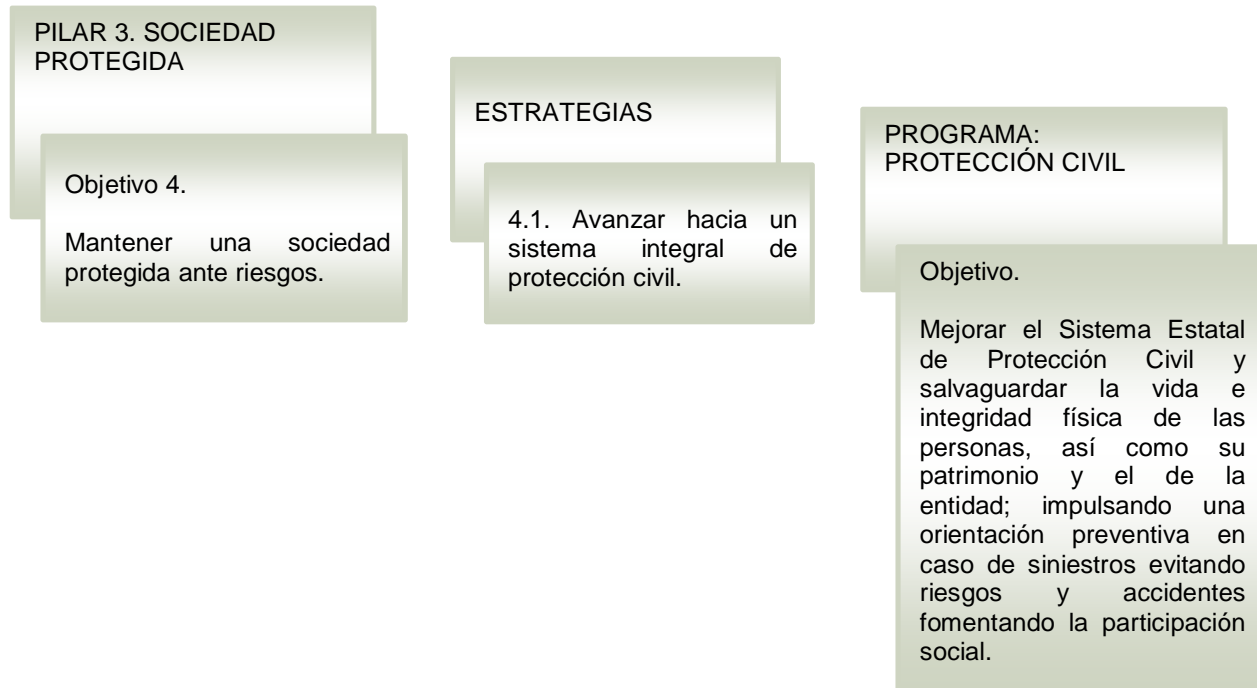 PILAR 3. SOCIEDAD
PROTEGIDA
Objetivo 4.
Mantener una sociedad
protegida ante riesgos.
ESTRATEGIAS
4.1. Avanzar hacia un
sistema integral de
protección civil.
PROGRAMA:
PROTECCIÓN CIVIL
Objetivo.
Mejorar el Sistema Estatal
de Protección Civil y
salvaguardar la vida e
integridad física de las
personas, así como su
patrimonio y el de la
entidad; impulsando una
orientación preventiva en
caso de siniestros evitando
riesgos y accidentes
fomentando la participación
social.